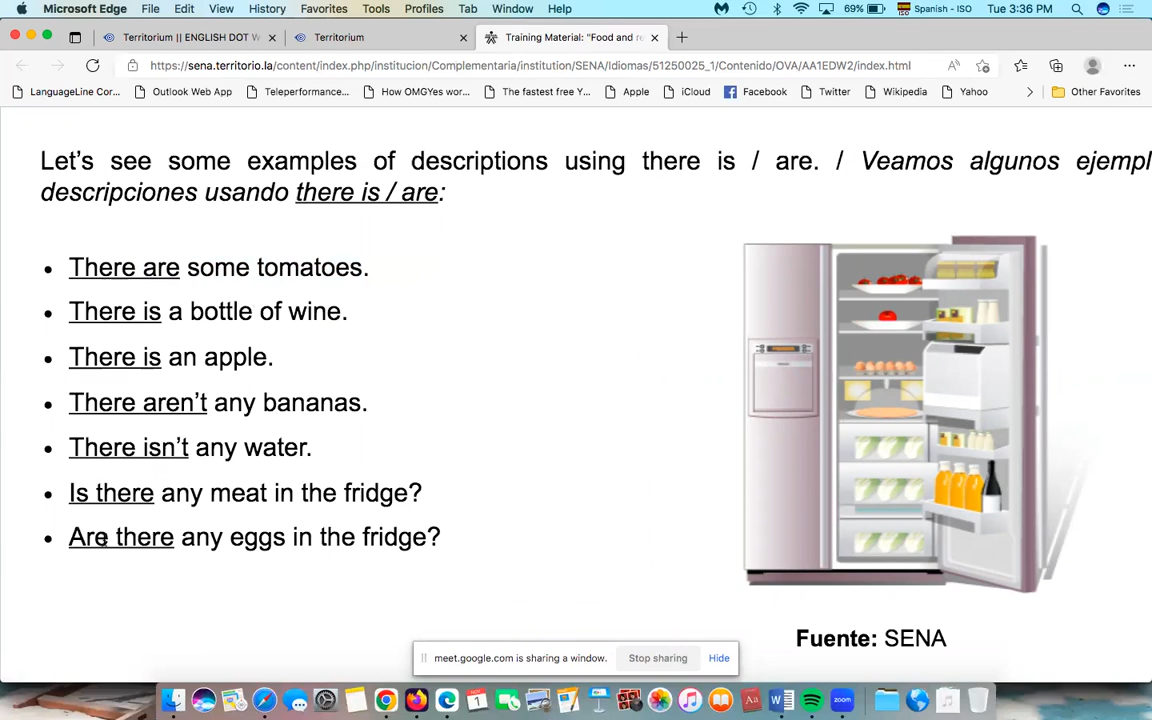 Microsoft Edge File Edit View History Favorites Tools Profiles Tab Window Help 69% Spanish - ISO Tue 3:36 PM
Territorium || ENGLISH DOT W Territorium Training Material: "Food and re
https://sena.territorio.la/content/index.php/institucion/Complementaria/institution/SENA/Idiomas/51250025_1/Contenido/OVA/AA1EDW2/index.html
LanguageLine Cor... Outlook Web App Teleperformance... How OMGYes wor... The fastest free Y... Apple iCloud Facebook Twitter Wikipedia Yahoo Other Favorites
Let's see some examples of descriptions using there is / are. / Veamos algunos ejempl
descripciones usando there is / are:
• There are some tomatoes.
• There is a bottle of wine.
• There is an apple.
• There aren't any bananas.
• There isn't any water.
• Is there any meat in the fridge?
• Are there any eggs in the fridge?
Fuente: SENA
meet.google.com is sharing a window. Stop sharing Hide
zoom